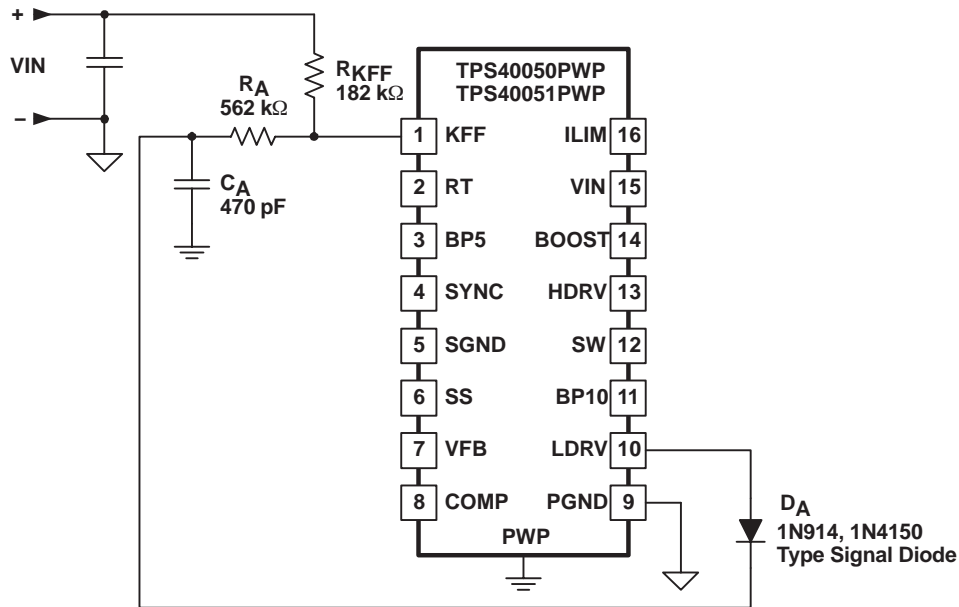 +
VIN
−
RA
562 kΩ
RKFF
182 kΩ
CA
470 pF
TPS40050PWP
TPS40051PWP
1 KFF ILIM 16
2 RT VIN 15
3 BP5 BOOST 14
4 SYNC HDRV 13
5 SGND SW 12
6 SS BP10 11
7 VFB LDRV 10
8 COMP PGND 9
PWP
DA
1N914, 1N4150
Type Signal Diode